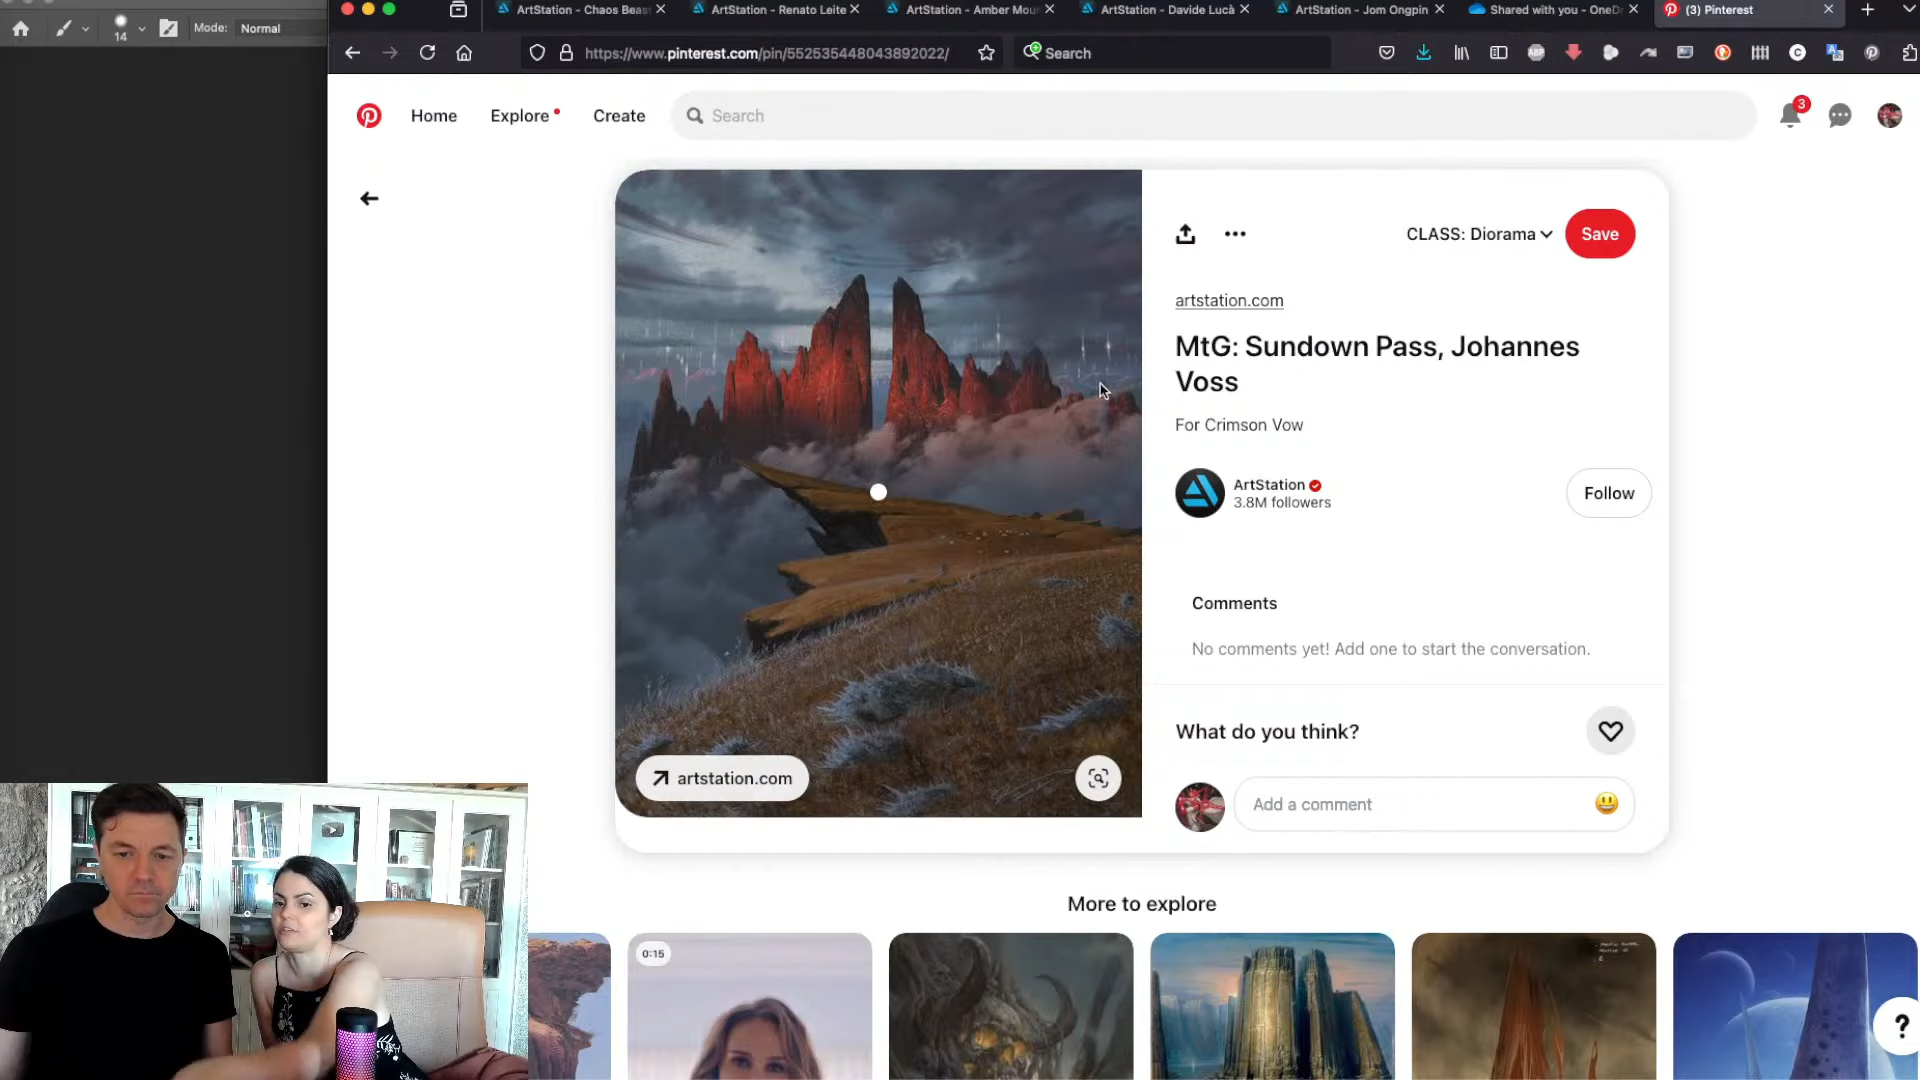 14
Mode: Normal
ArtStation - Chaos Beas
ArtStation - Renato Leite
ArtStation - Amber Mou
ArtStation - Davide Lucà
ArtStation - Jom Ongpin
Shared with you - OneDr
(3) Pinterest
https://www.pinterest.com/pin/552535448043892022/
Search
ABP
Home
Explore
Create
Search
3
CLASS: Diorama
Save
artstation.com
MtG: Sundown Pass, Johannes
Voss
For Crimson Vow
ArtStation
3.8M followers
Follow
Comments
No comments yet! Add one to start the conversation.
What do you think?
Add a comment
artstation.com
More to explore
0:15
?